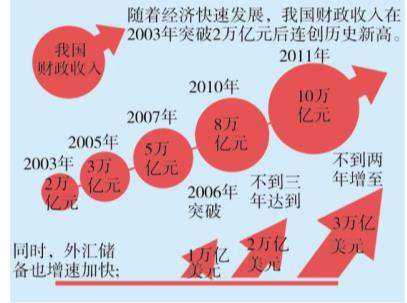 随着经济快速发展，我国财政收入在
2003年突破2万亿元后连创历史新高。
我国
财政收入
2011年
10万
亿元
2010年
8万
亿元
2007年
5万
亿元
2005年
3万
亿元
2003年
2万
亿元
同时，外汇储
备也增速加快；
2006年
突破
1万亿
美元
不到三
年达到
2万亿
美元
不到两
年增至
3万亿
美元